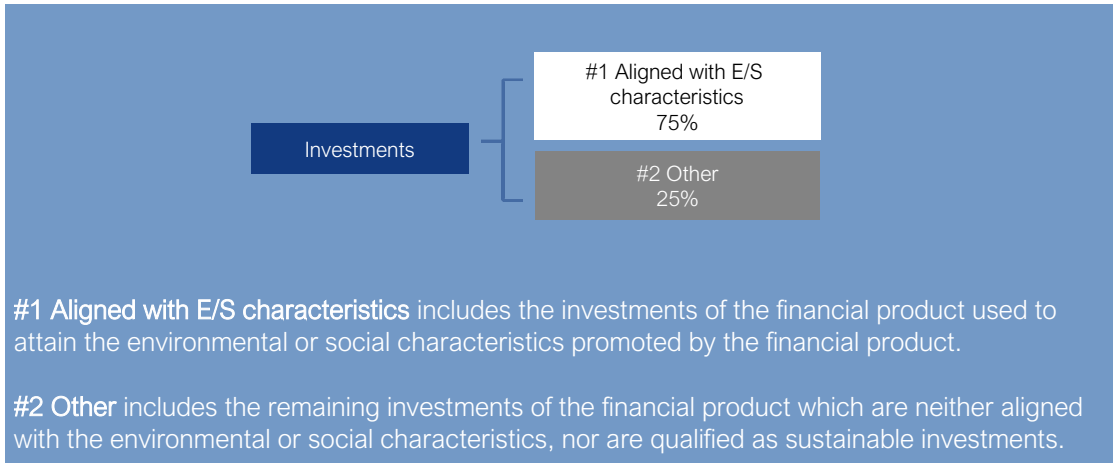 #1 Aligned with E/S
characteristics
75%
Investments
#2 Other
25%
#1 Aligned with E/S characteristics includes the investments of the financial product used to
attain the environmental or social characteristics promoted by the financial product.
#2 Other includes the remaining investments of the financial product which are neither aligned
with the environmental or social characteristics, nor are qualified as sustainable investments.